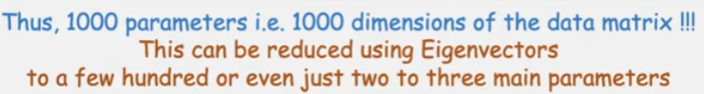 Thus, 1000 parameters i.e. 1000 dimensions of the data matrix !!!
This can be reduced using Eigenvectors
to a few hundred or even just two to three main parameters